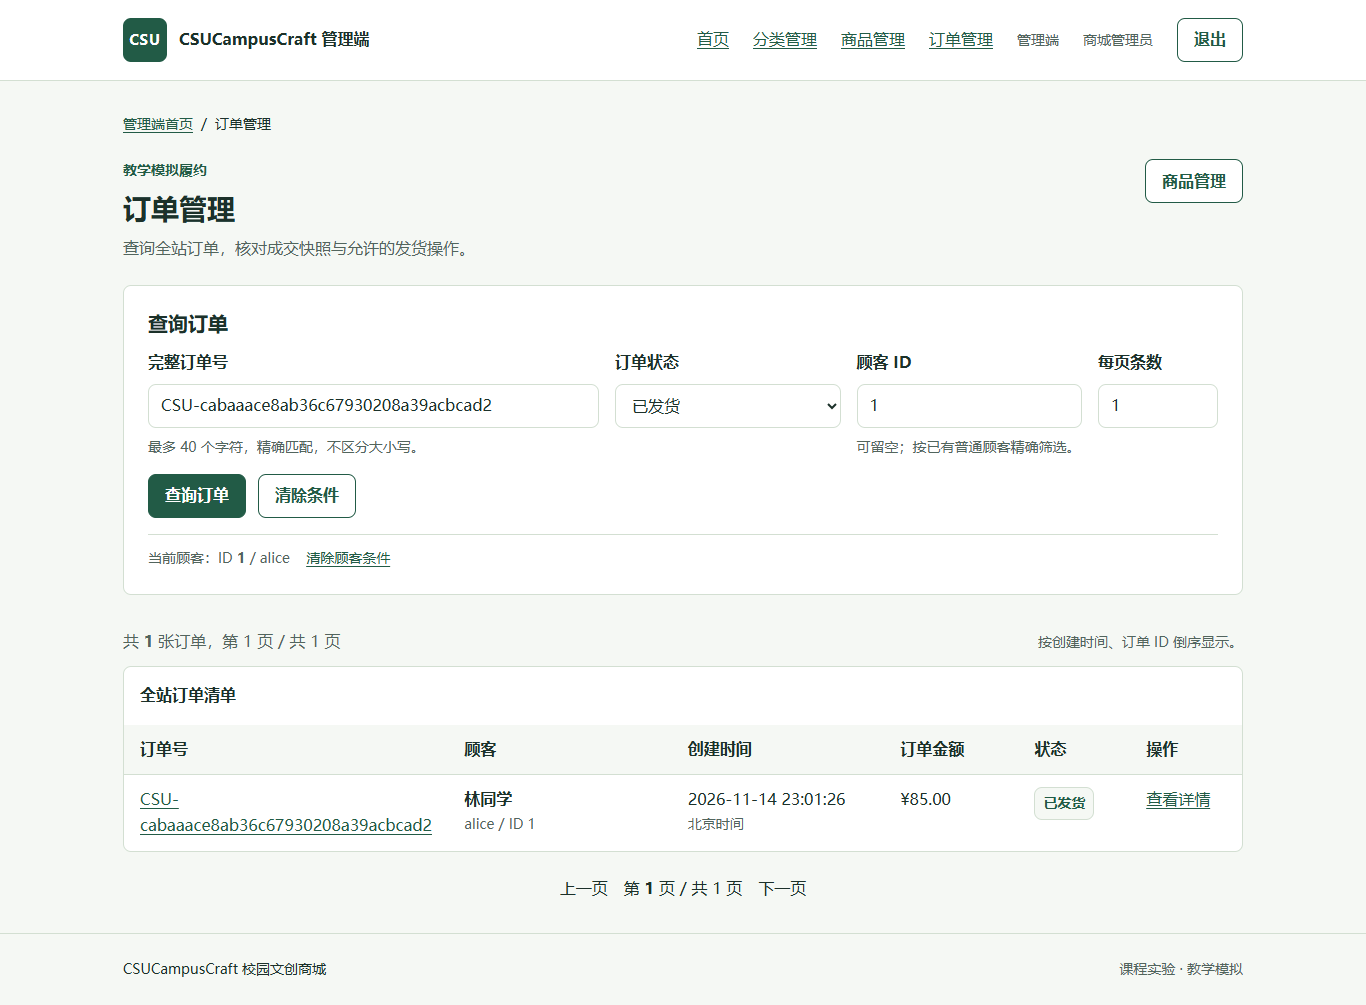 CSU CSUCampusCraft 管理端 首页 分类管理 商品管理 订单管理 管理端 商城管理员 退出
管理端首页 / 订单管理
教学模拟履约
订单管理
商品管理
查询全站订单，核对成交快照与允许的发货操作。
查询订单
完整订单号 订单状态 顾客 ID 每页条数
CSU-cabaaace8ab36c67930208a39acbcad2 已发货 1 1
最多 40 个字符，精确匹配，不区分大小写。 可留空；按已有普通顾客精确筛选。
查询订单 清除条件
当前顾客：ID 1 / alice 清除顾客条件
共 1 张订单，第 1 页 / 共 1 页 按创建时间、订单 ID 倒序显示。
全站订单清单
订单号 顾客 创建时间 订单金额 状态 操作
CSU-
cabaaace8ab36c67930208a39acbcad2
林同学
alice / ID 1
2026-11-14 23:01:26
北京时间
¥85.00
已发货
查看详情
上一页 第 1 页 / 共 1 页 下一页
CSUCampusCraft 校园文创商城 课程实验 · 教学模拟